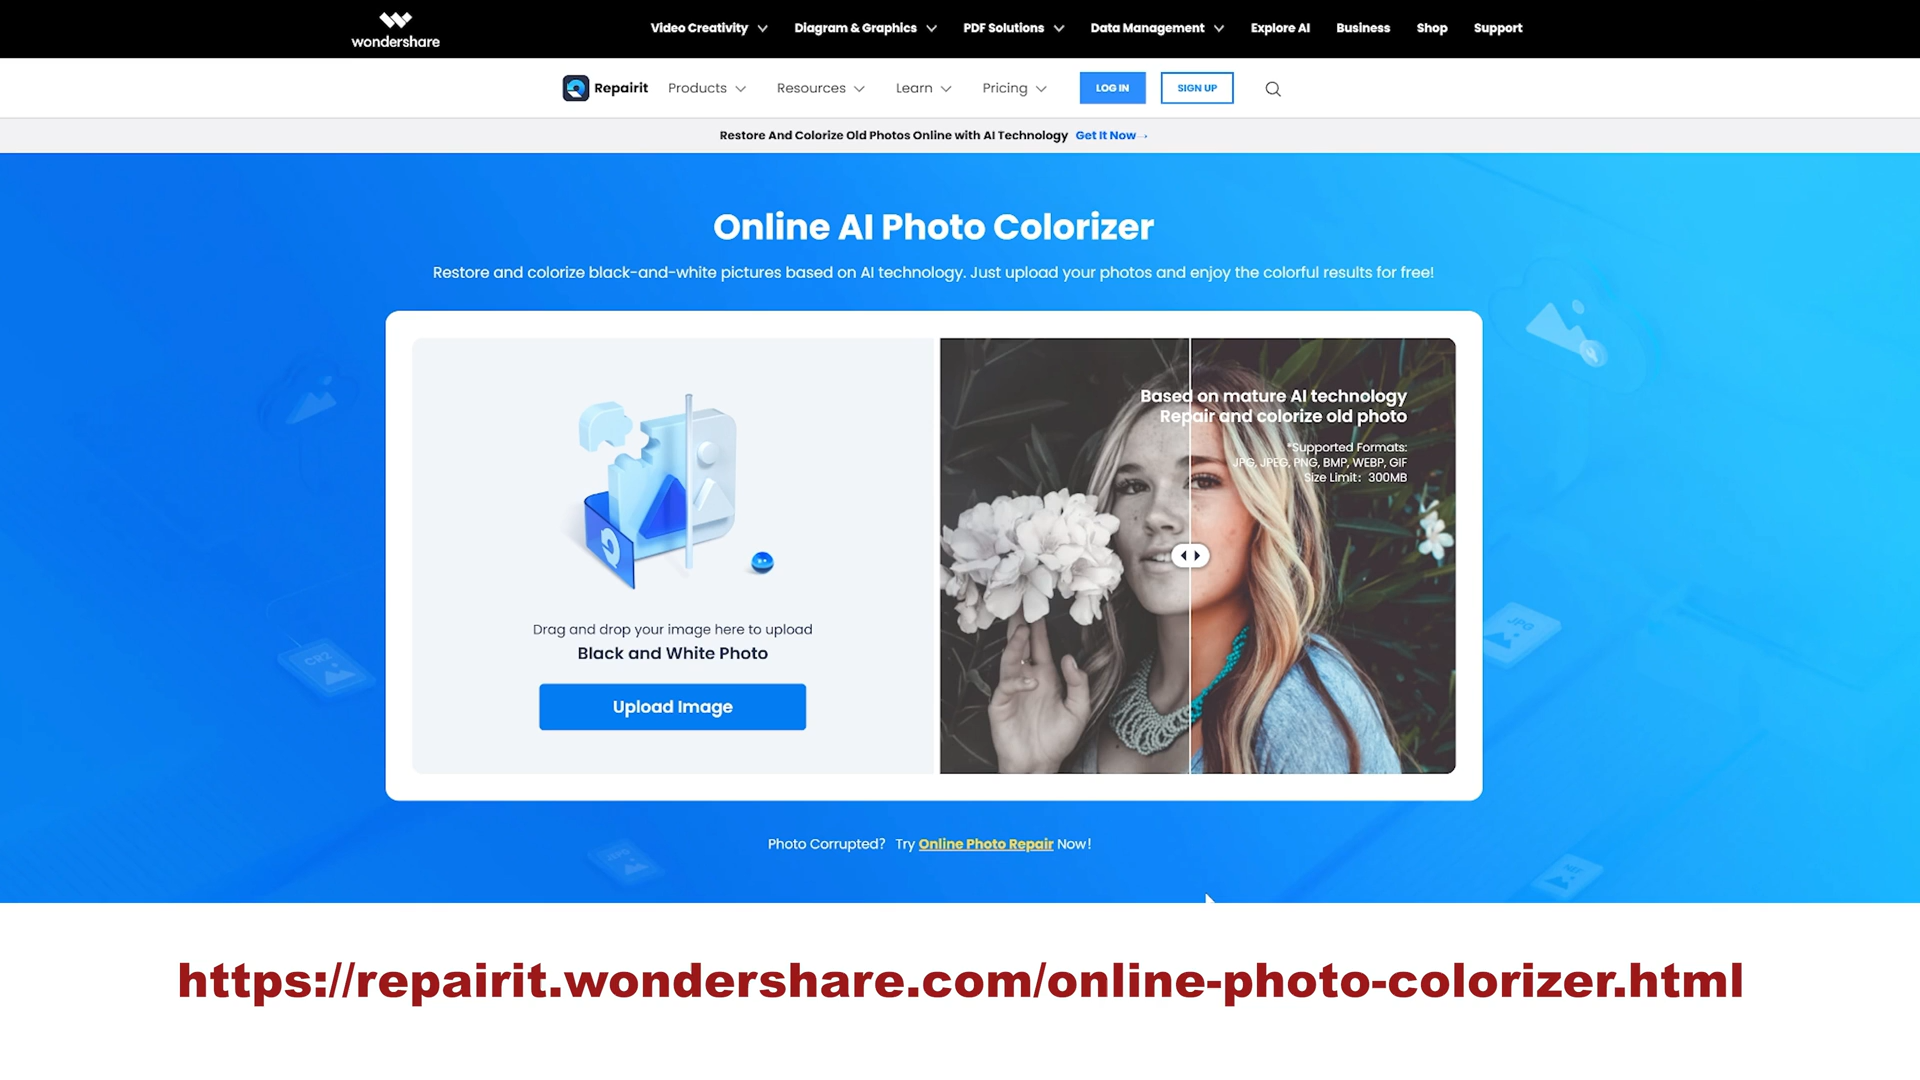 wondershare
Video Creativity Diagram & Graphics PDF Solutions Data Management Explore AI Business Shop Support
Repairit Products Resources Learn Pricing LOG IN SIGN UP
Restore And Colorize Old Photos Online with AI Technology Get It Now→
Online AI Photo Colorizer
Restore and colorize black-and-white pictures based on AI technology. Just upload your photos and enjoy the colorful results for free!
Based on mature AI technology
Repair and colorize old photo
*Supported Formats:
JPG, JPEG, PNG, BMP, WEBP, GIF
Size Limit: 300MB
Drag and drop your image here to upload
Black and White Photo
Upload Image
CR2
JPG
Photo Corrupted? Try Online Photo Repair Now!
https://repairit.wondershare.com/online-photo-colorizer.html